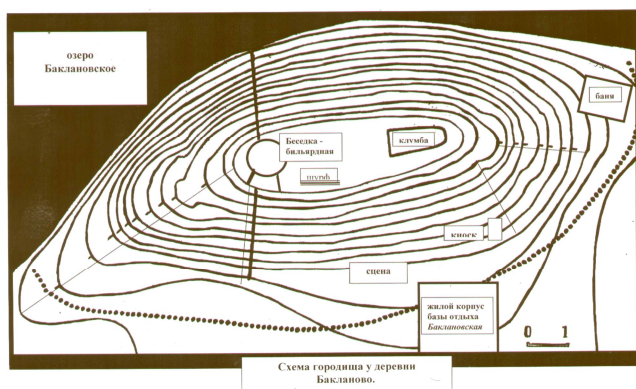 озеро
Баклановское
баня
Беседка -
бильярдная
клумба
шурф
киоск
сцена
жилой корпус
базы отдыха
Баклановская
0 1
Схема городища у деревни
Бакланово.